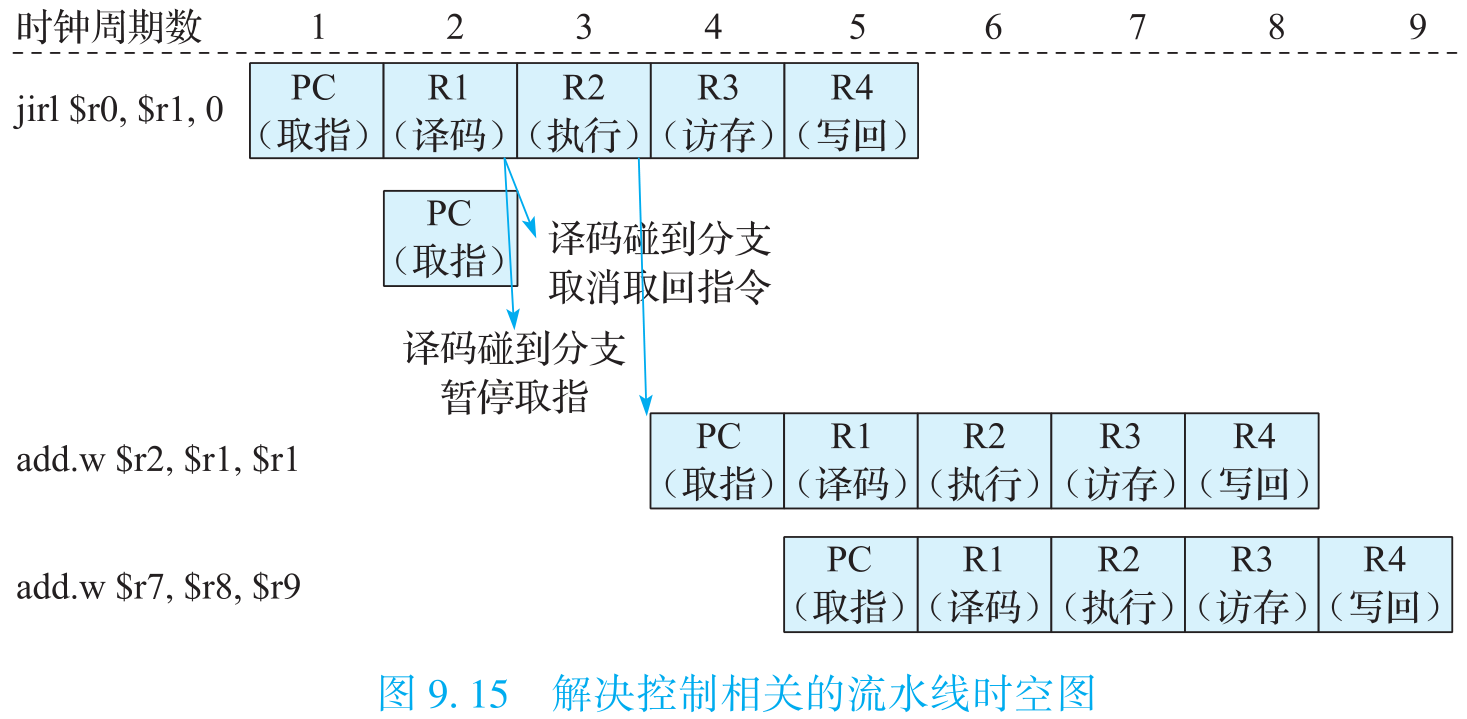 时钟周期数 1 2 3 4 5 6 7 8 9
jirl $r0, $r1, 0
PC
（取指）
R1
（译码）
R2
（执行）
R3
（访存）
R4
（写回）
PC
（取指）
译码碰到分支
取消取回指令
译码碰到分支
暂停取指
add.w $r2, $r1, $r1
PC
（取指）
R1
（译码）
R2
（执行）
R3
（访存）
R4
（写回）
add.w $r7, $r8, $r9
PC
（取指）
R1
（译码）
R2
（执行）
R3
（访存）
R4
（写回）
图 9. 15 解决控制相关的流水线时空图